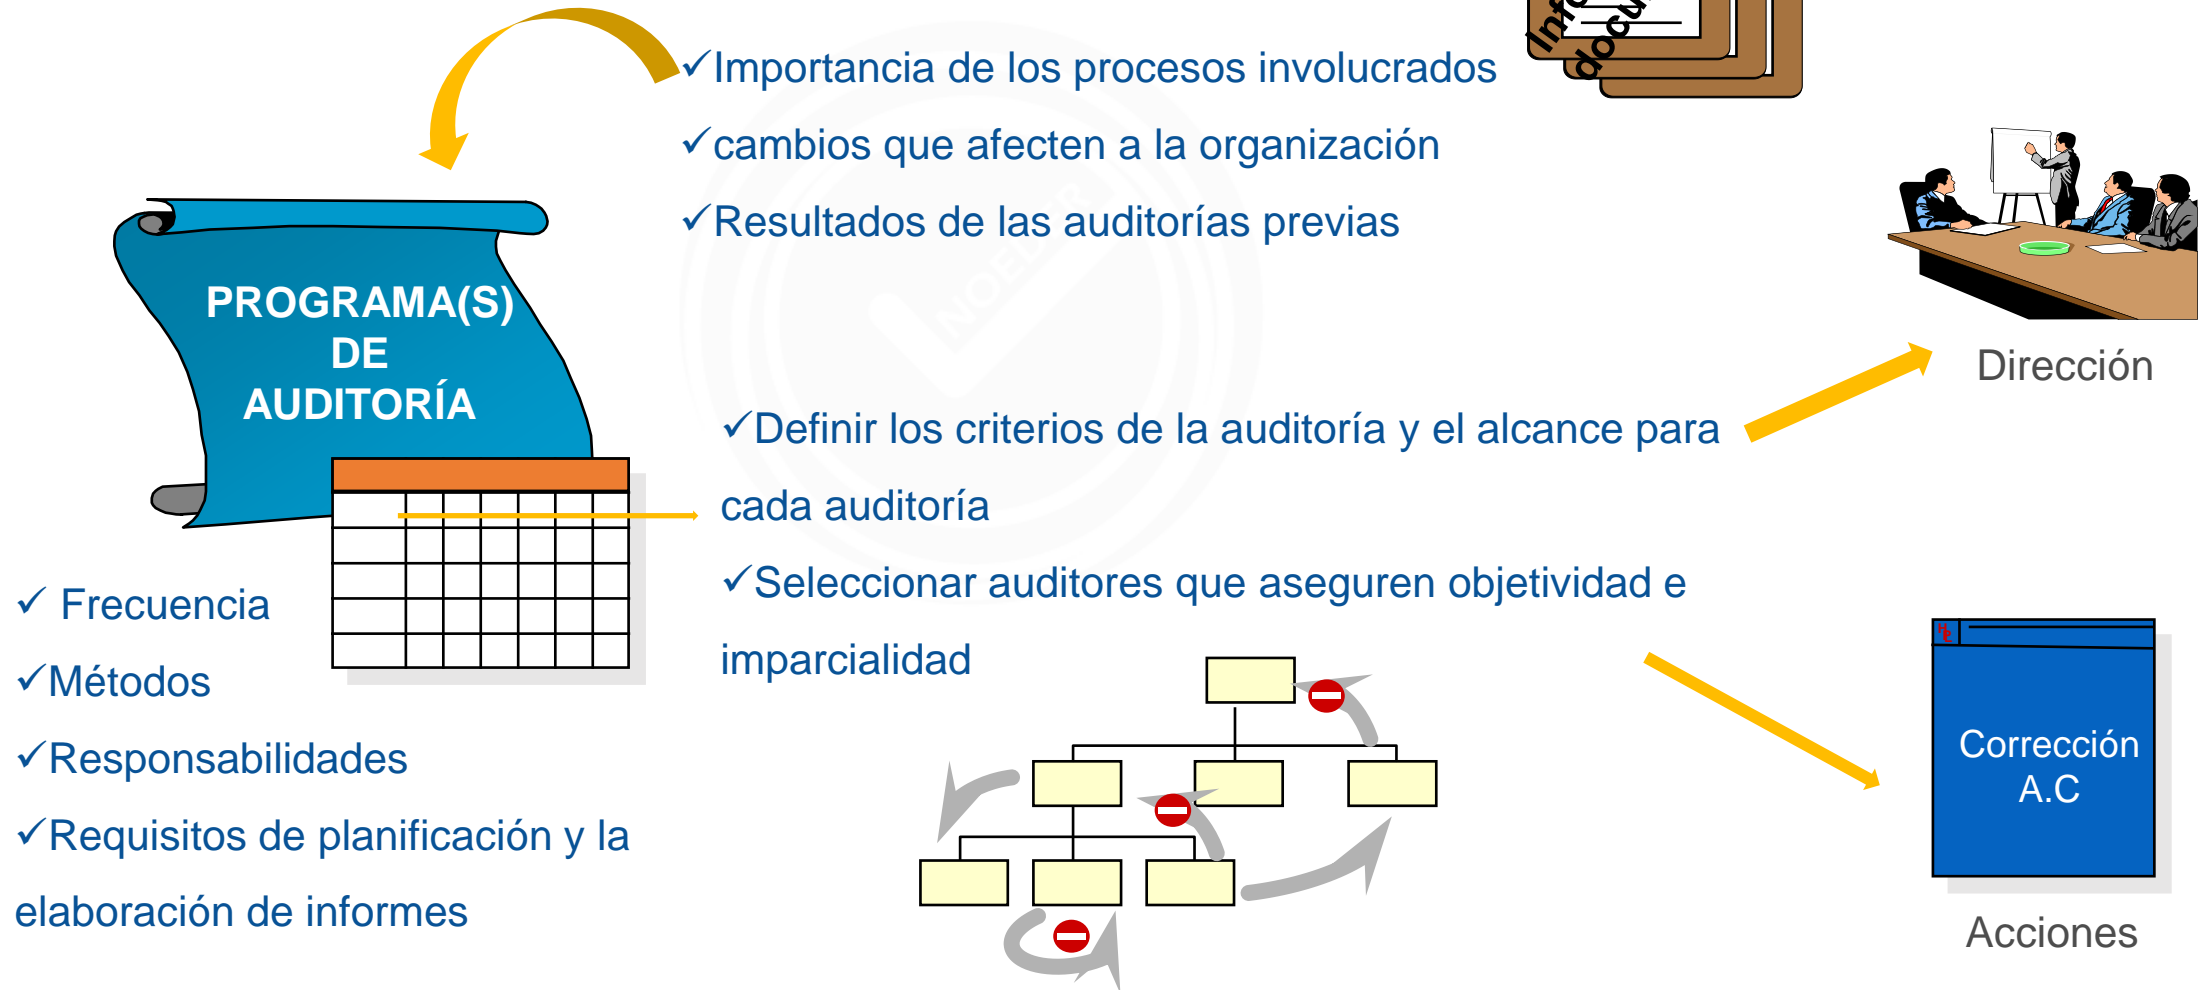 ✓Importancia de los procesos involucrados
✓cambios que afecten a la organización
✓Resultados de las auditorías previas
PROGRAMA(S)
DE
AUDITORÍA
Dirección
✓Definir los criterios de la auditoría y el alcance para
cada auditoría
✓Seleccionar auditores que aseguren objetividad e
imparcialidad
✓ Frecuencia
✓Métodos
✓Responsabilidades
✓Requisitos de planificación y la
elaboración de informes
Corrección
A.C
Acciones